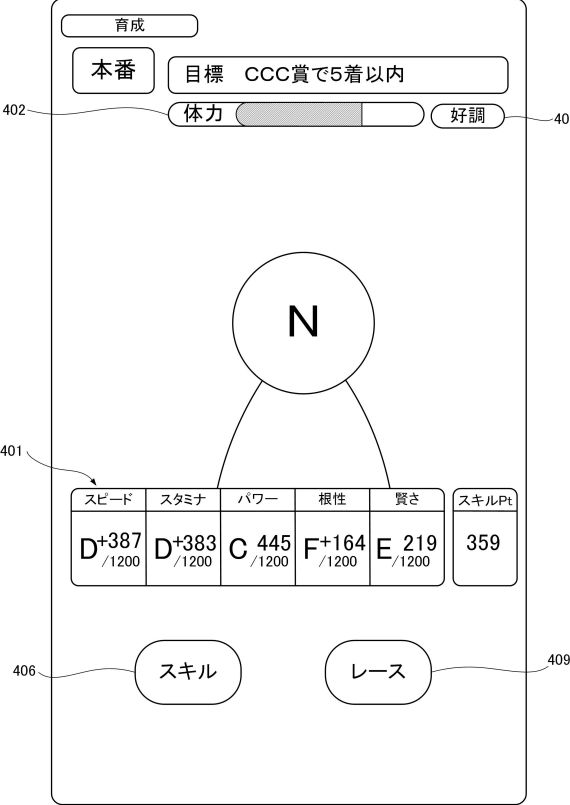 育成
本番
目標 CCC賞で5着以内
402
体力
好調
40
N
401
スピード スタミナ パワー 根性 賢さ スキルPt
D+387 D+383 C 445 F+164 E 219 359
/1200 /1200 /1200 /1200 /1200
406
スキル
レース
409